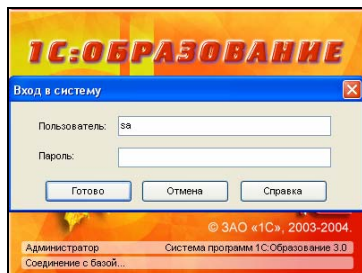 1С:ОБРАЗОВАНИЕ
Вход в систему
Пользователь: sa
Пароль:
Готово Отмена Справка
© ЗАО «1С», 2003-2004.
Администратор Система программ 1С:Образование 3.0
Соединение с базой...